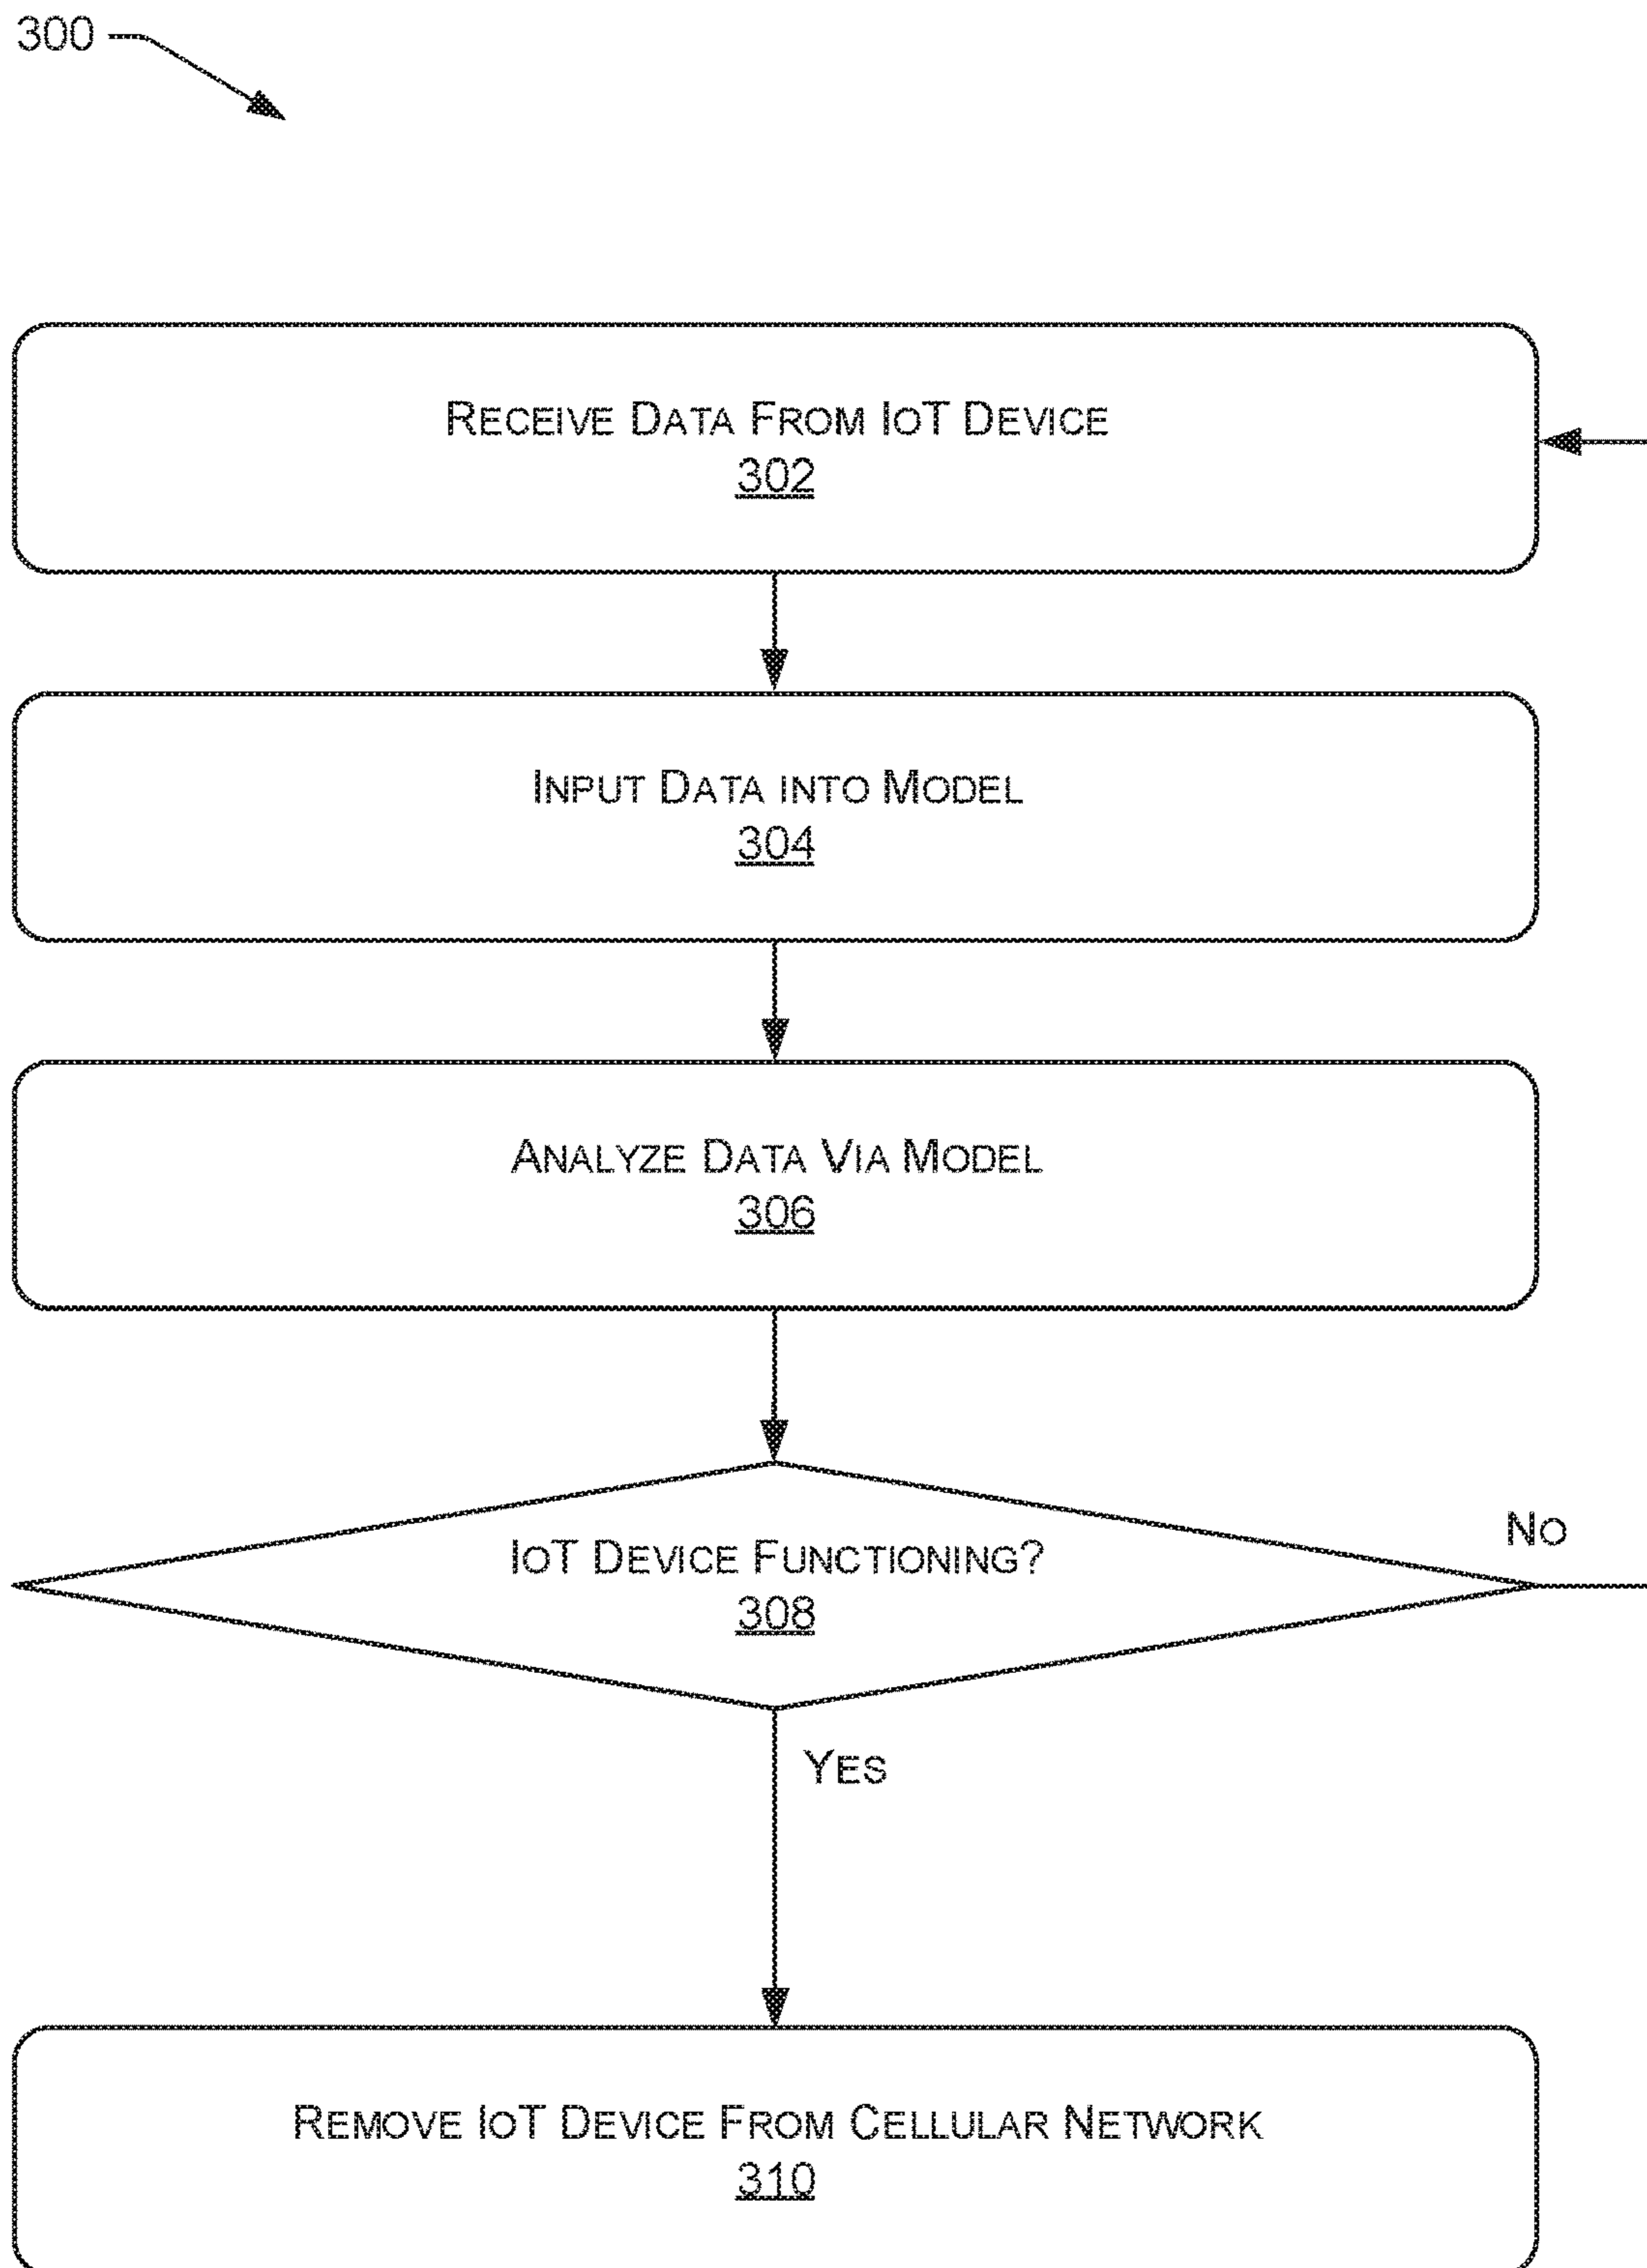 300
RECEIVE DATA FROM IOT DEVICE
302
INPUT DATA INTO MODEL
304
ANALYZE DATA VIA MODEL
306
IOT DEVICE FUNCTIONING?
308
NO
YES
REMOVE IOT DEVICE FROM CELLULAR NETWORK
310